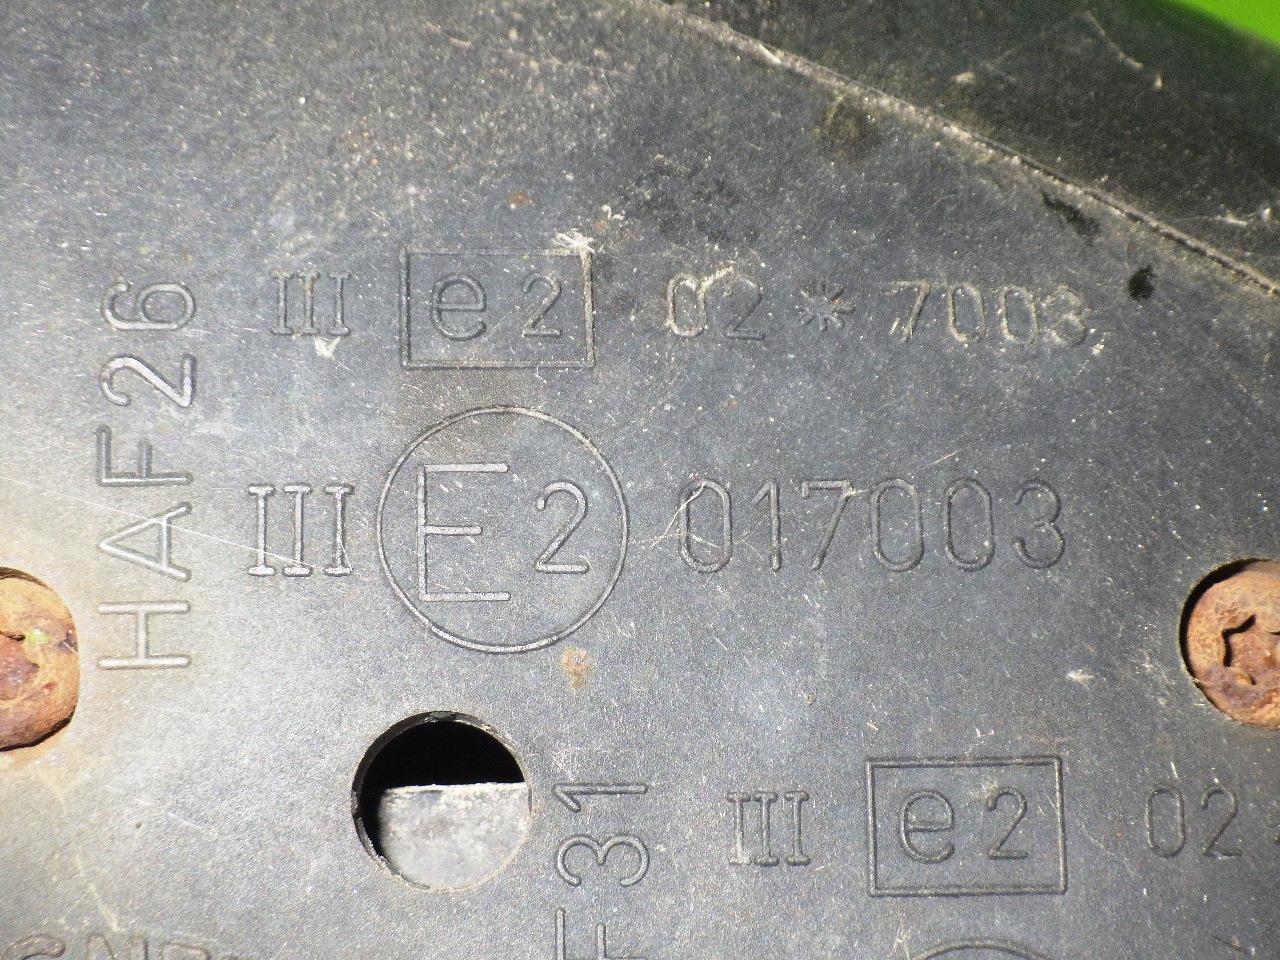 III e2 02 * 7003
HAF26
III E2 017003
III e2 02
F31